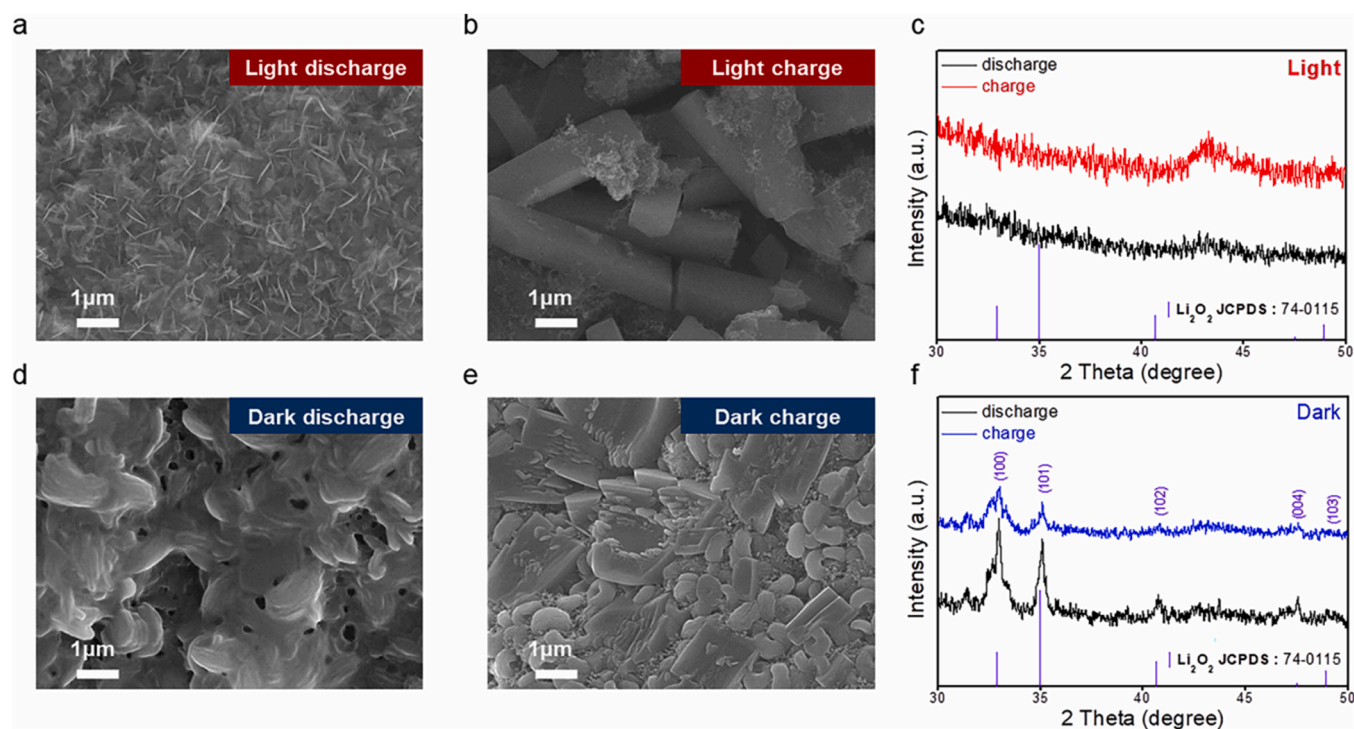 a
Light discharge
1μm
b
Light charge
1μm
c
discharge
charge
Light
Intensity (a.u.)
Li₂O₂ JCPDS : 74-0115
30 35 40 45 50
2 Theta (degree)
d
Dark discharge
1μm
e
Dark charge
1μm
f
discharge
charge
Dark
(100)
(101)
(102)
(004)
(103)
Intensity (a.u.)
Li₂O₂ JCPDS : 74-0115
30 35 40 45 50
2 Theta (degree)